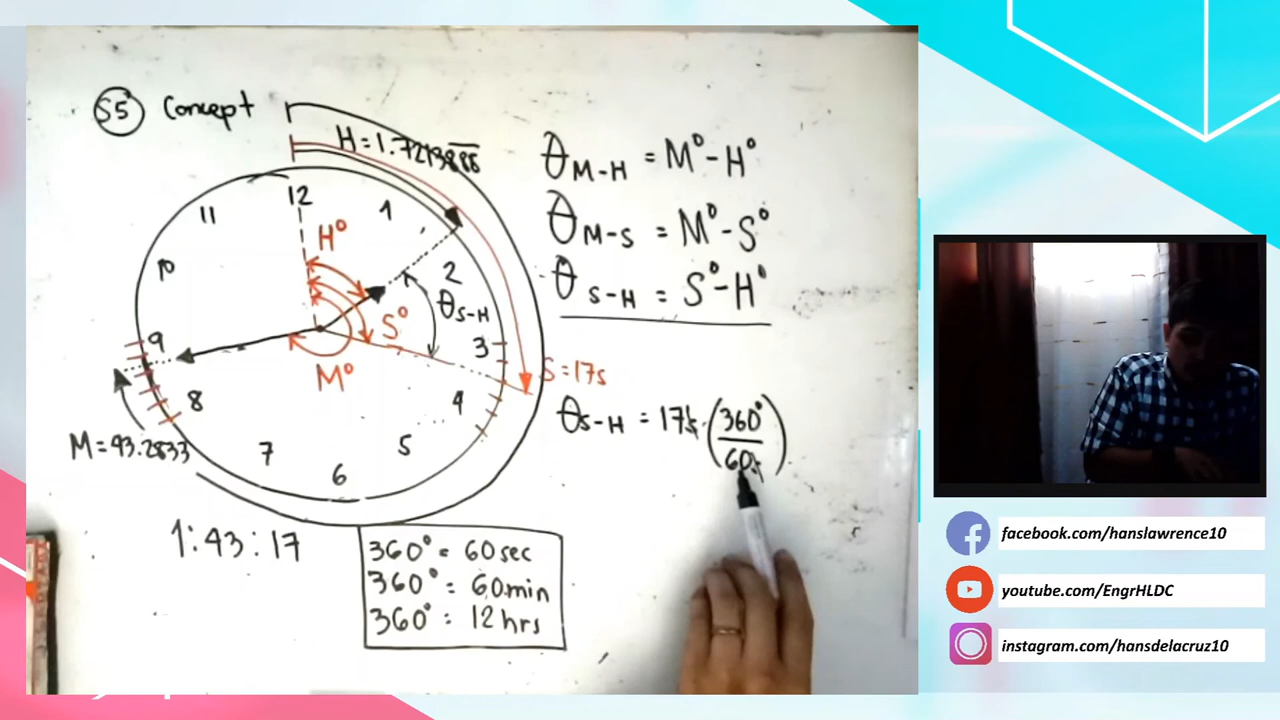 S5 Concept
H = 1.7213888
12
1
2
3
4
5
6
7
8
9
10
11
H°
S°
M°
θS-H
S = 17s
M = 43.2833
1:43:17
360° = 60 sec
360° = 60 min
360° = 12 hrs
θM-H = M° - H°
θM-S = M° - S°
θS-H = S° - H°
θS-H = 17s · (360°/60s)
facebook.com/hanslawrence10
youtube.com/EngrHLDC
instagram.com/hansdelacruz10